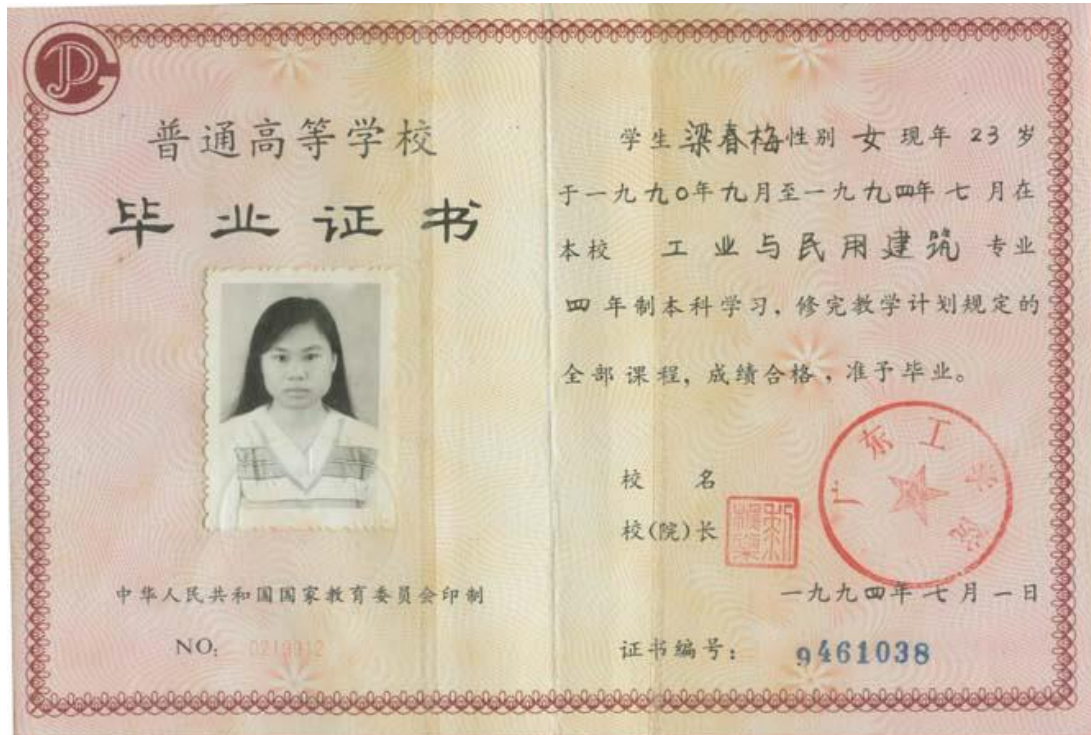 普通高等学校
毕业证书
中华人民共和国国家教育委员会印制
NO: 0219912
学生 梁春梅 性别 女 现年 23 岁
于一九九0年九月至一九九四年七月在
本校 工业与民用建筑 专业
四年制本科学习，修完教学计划规定的
全部课程，成绩合格，准予毕业。
校 名
校(院)长
广东工学院
一九九四年七月一日
证书编号： 9461038